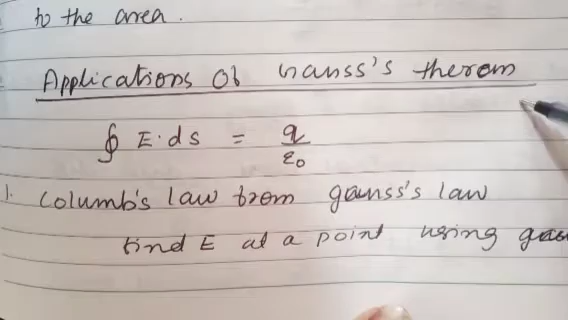 to the area.
Applications Of Gauss's therom
∮ E·ds = q/ε₀
1. Columb's law from gauss's law
find E at a point using gau